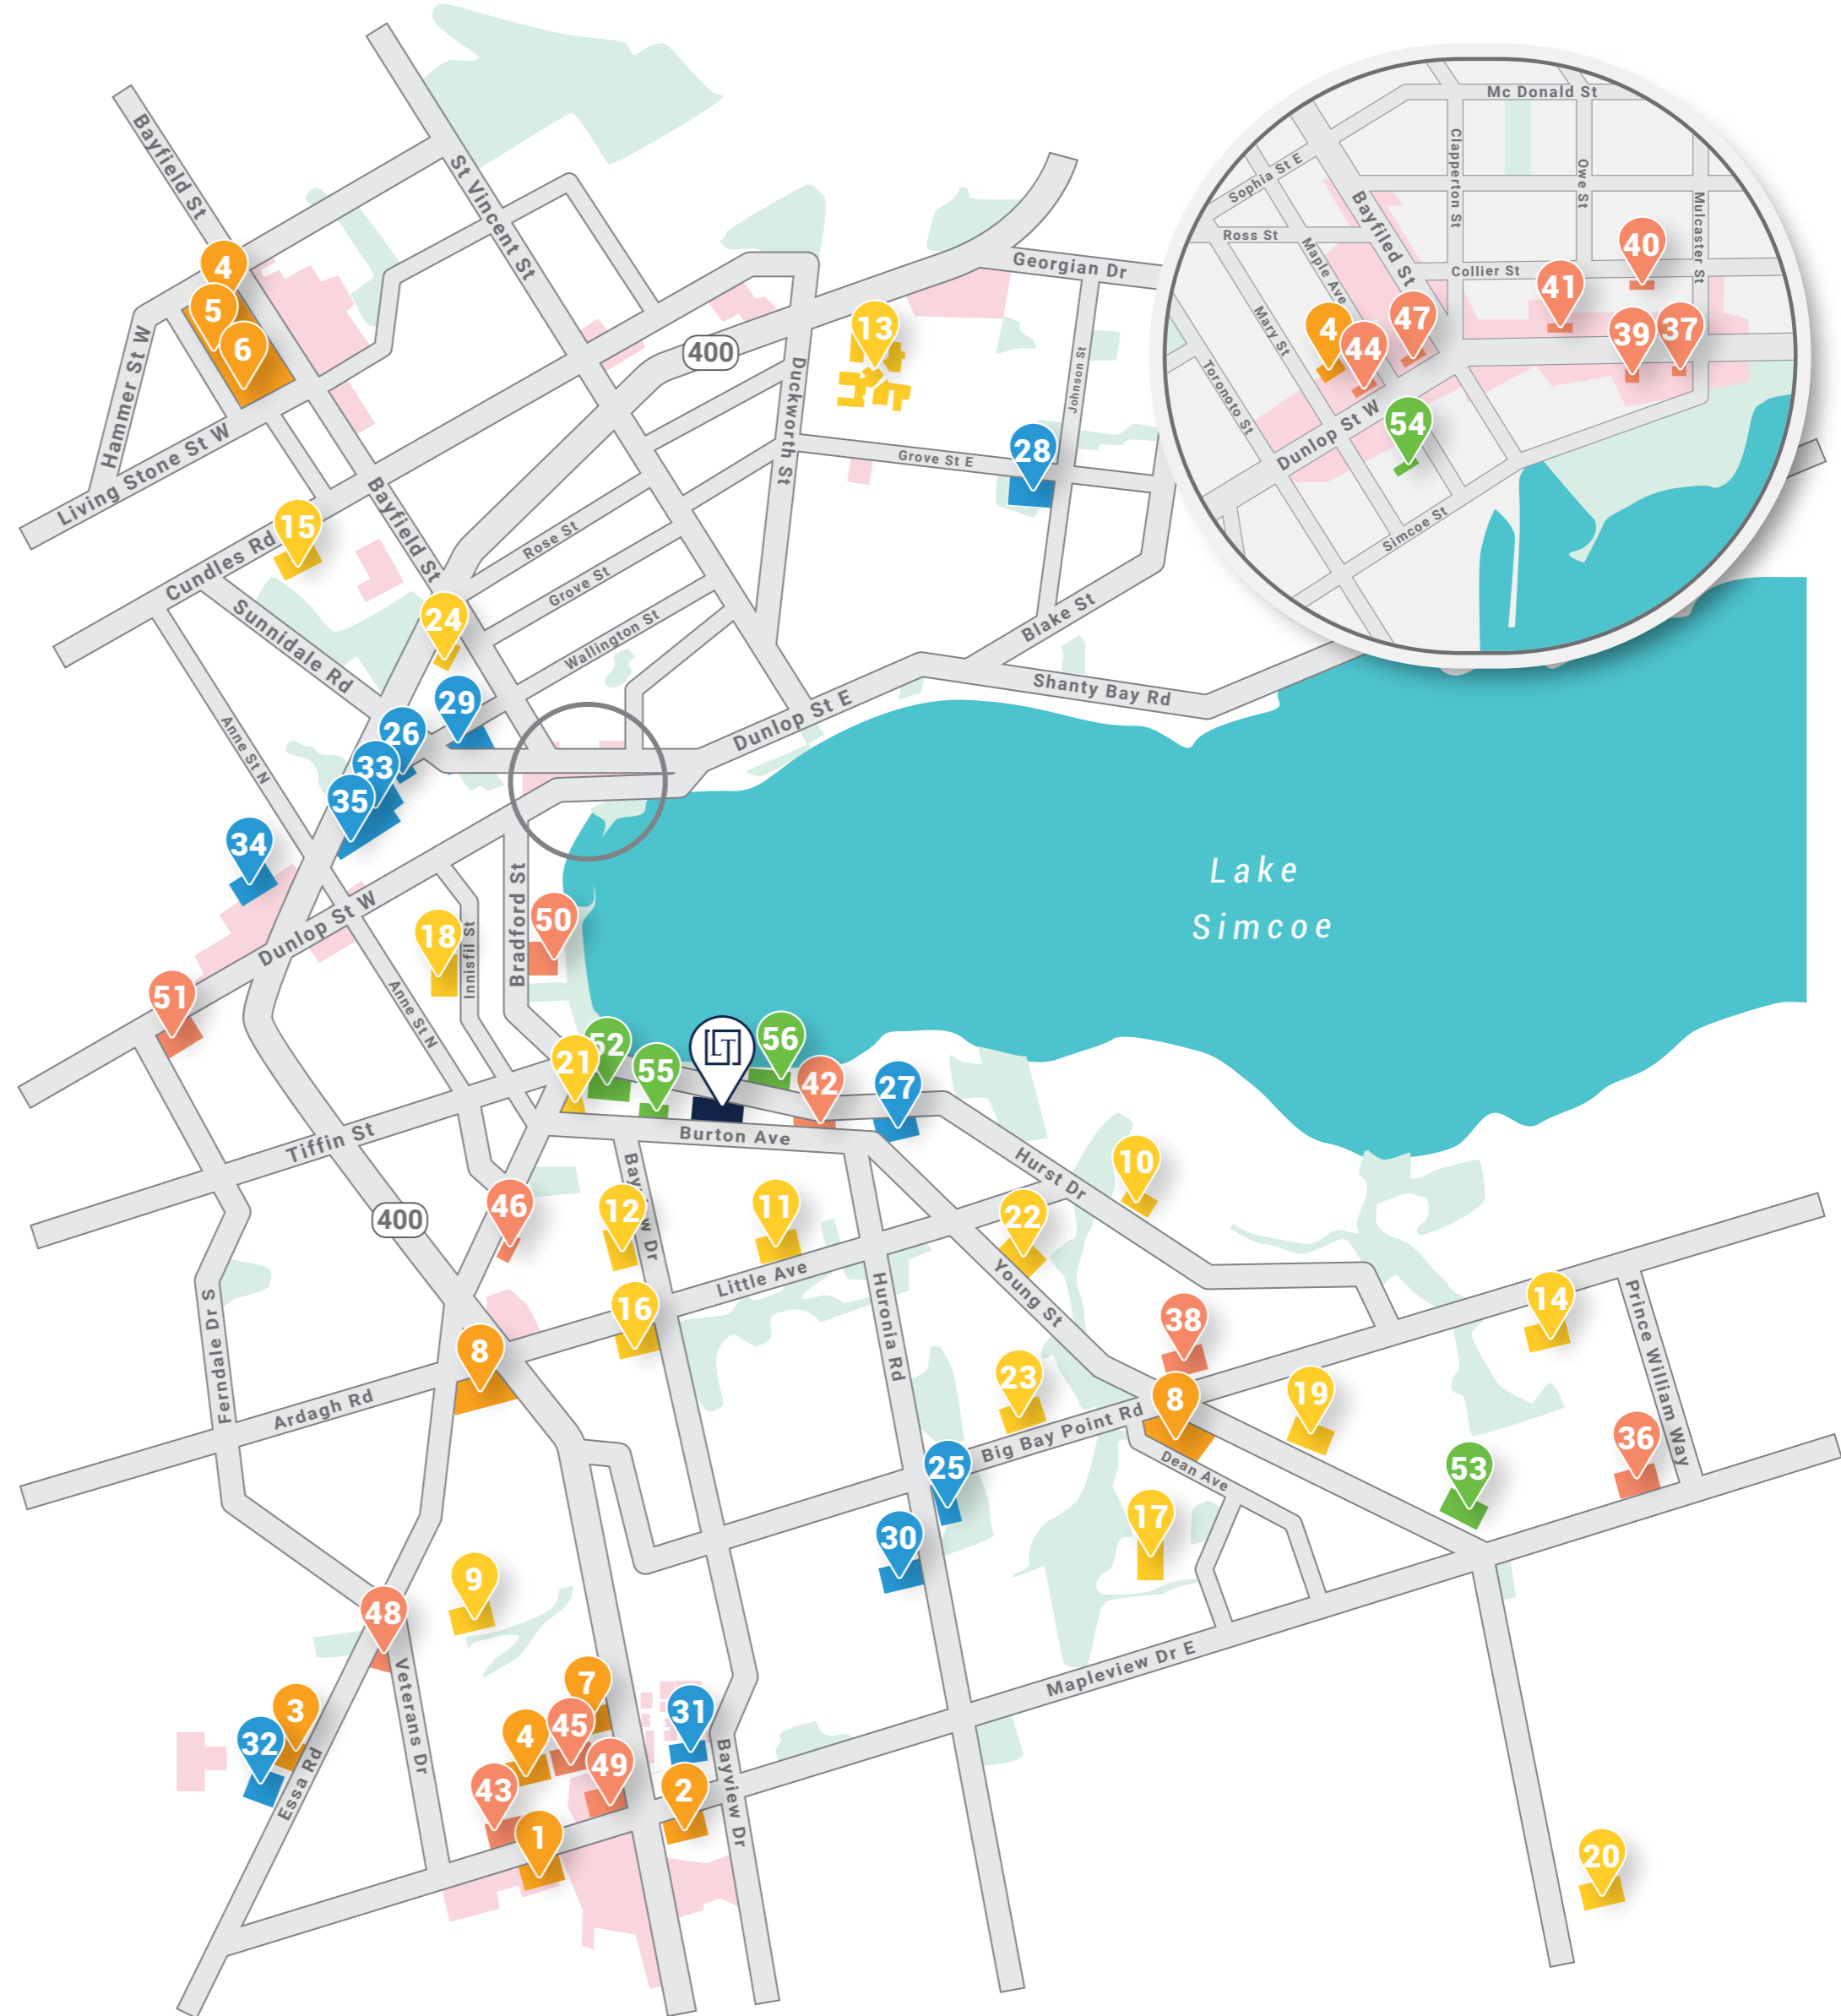 Bayfield St
St Vincent St
Mc Donald St
Clapperton St
Owe St
Sophia St E
Bayfiled St
Mulcaster St
Ross St
Maple Ave
Collier St
40
41
Mary St
4
47
44
39
37
Toronoto St
Dunlop St W
54
Simcoe St
4
5
6
Hammer St W
Living Stone St W
Georgian Dr
400
13
Duckworth St
Johnson St
Grove St E
28
15
Cundles Rd
Bayfield St
Rose St
Grove St
Wallington St
24
Sunnidale Rd
Blake St
Shanty Bay Rd
Dunlop St E
29
26
33
35
Anne St N
34
Lake
Simcoe
Dunlop St W
Bradford St
50
18
Innisfil St
Anne St N
51
21
52
55
LT
56
42
27
Burton Ave
Tiffin St
Hurst Dr
10
400
46
12
11
22
Little Ave
Young St
16
Huronia Rd
8
38
14
Prince William Way
Ferndale Dr S
Ardagh Rd
23
8
19
Big Bay Point Rd
36
25
Dean Ave
53
17
30
9
48
Mapleview Dr E
Veterans Dr
7
3
32
45
31
4
49
43
2
Bayview Dr
Essa Rd
1
20